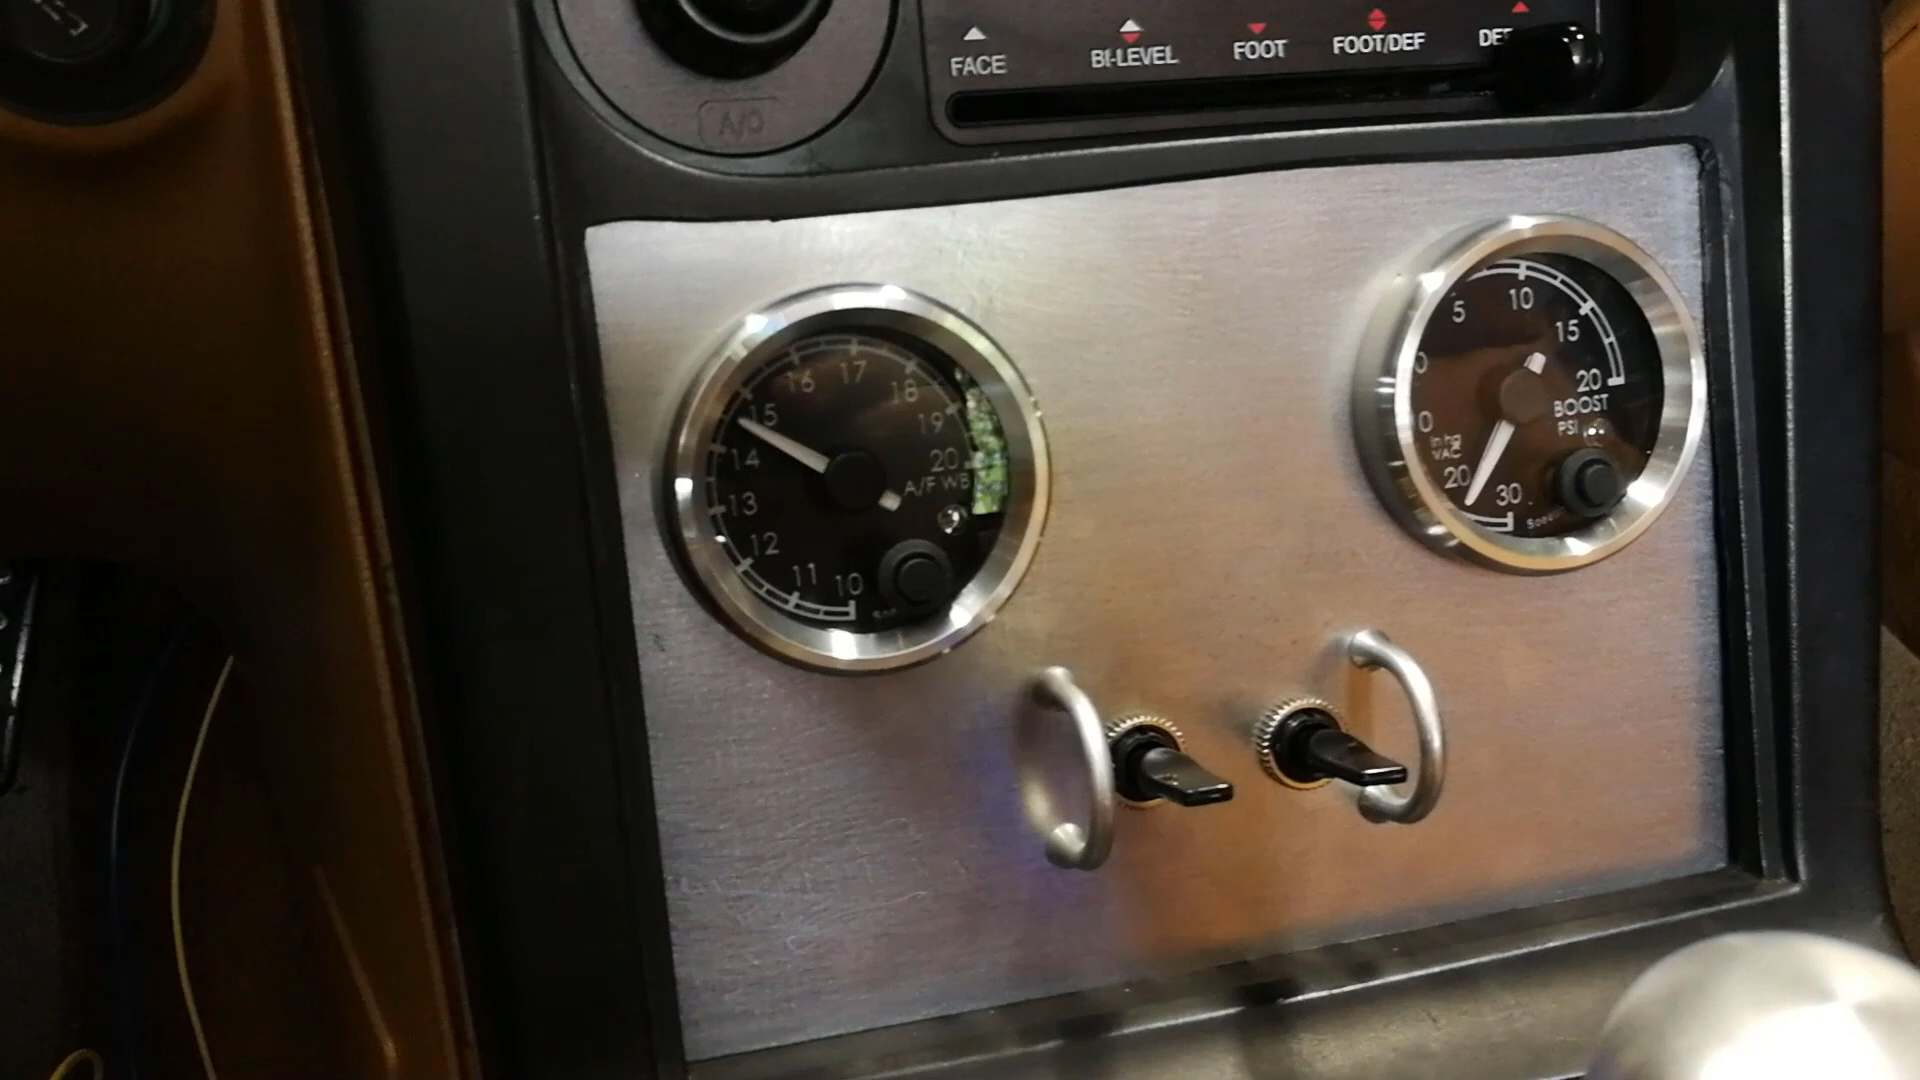 FACE
BI-LEVEL
FOOT
FOOT/DEF
A/C
10
11
12
13
14
15
16
17
18
19
20
A/F WB
30
20
In hg
VAC
0
5
10
15
20
BOOST
PSI